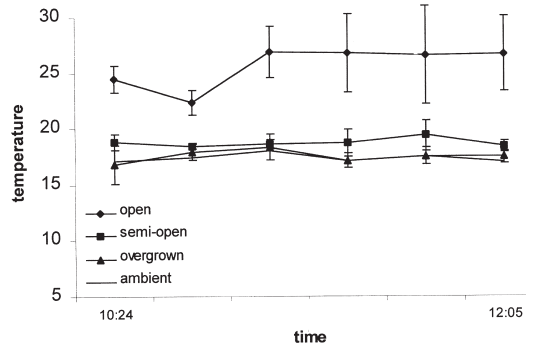 30
25
temperature
20
15
open
semi-open
10
overgrown
ambient
5
10:24
12:05
time